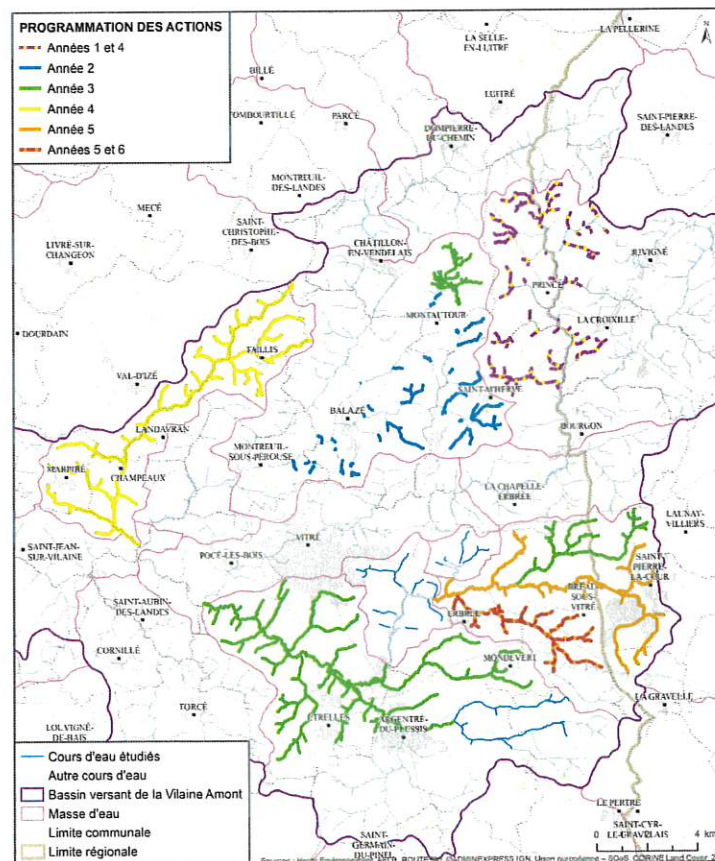 PROGRAMMATION DES ACTIONS
Années 1 et 4
Année 2
Année 3
Année 4
Année 5
Années 5 et 6
LA PELLERINE
N
LA SELLE-
EN-LUITRÉ
BILLÉ
LUITRÉ
PARCÉ
SAINT-PIERRE-
DES-LANDES
DOMPIERRE-
DU-CHEMIN
MONTREUIL-
DES-LANDES
MECÉ
SAINT-
CHRISTOPHE-
DES-BOIS
LIVRÉ-SUR-
CHANGEON
CHÂTILLON-
EN-VENDELAIS
JUVIGNÉ
PRINCÉ
MONTAUTOUR
LA CROIXILLE
DOURDAIN
TAILLIS
VAL-D'IZÉ
SAINT-M'HERVÉ
BALAZÉ
LANDAVRAN
BOURGON
MONTREUIL-
SOUS-PÉROUSE
MARPIRÉ
CHAMPEAUX
LA CHAPELLE-
ERBRÉE
LAUNAY-
VILLIERS
VITRÉ
SAINT-JEAN-
SUR-VILAINE
POCÉ-LES-BOIS
SAINT-
PIERRE-
LA-COUR
BRÉAL-
SOUS-
VITRÉ
SAINT-AUBIN-
DES-LANDES
ERBRÉE
CORNILLÉ
MONDEVERT
LA GRAVELLE
TORCÉ
ETRELLES
ARGENTRÉ-
DU-PLESSIS
LOUVIGNÉ-
DE-BAIS
Cours d'eau étudiés
Autre cours d'eau
Bassin versant de la Vilaine Amont
Masse d'eau
Limite communale
Limite régionale
LE PERTRE
SAINT-CYR-
LE-GRAVELAIS
0 2 4 km
SAINT-
GERMAIN-
DU-PINEL